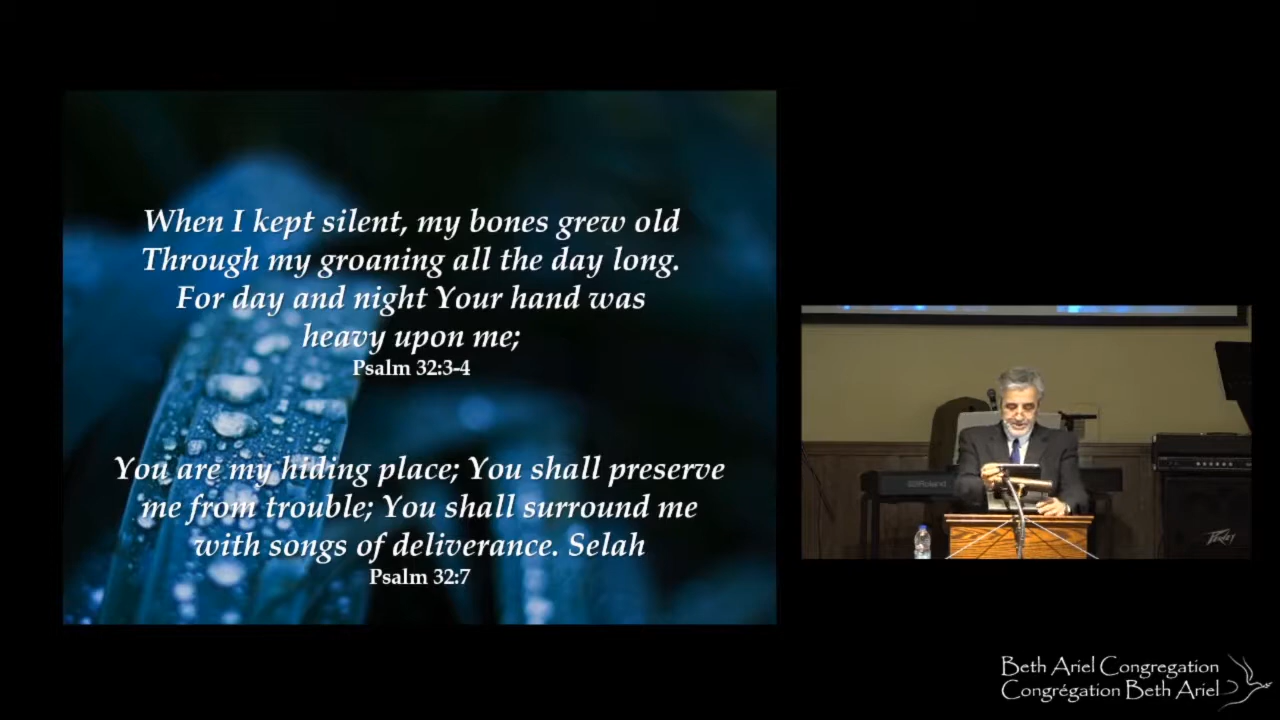 When I kept silent, my bones grew old
Through my groaning all the day long.
For day and night Your hand was
heavy upon me;
Psalm 32:3-4
You are my hiding place; You shall preserve
me from trouble; You shall surround me
with songs of deliverance. Selah
Psalm 32:7
Roland
Peavey
Beth Ariel Congregation
Congrégation Beth Ariel